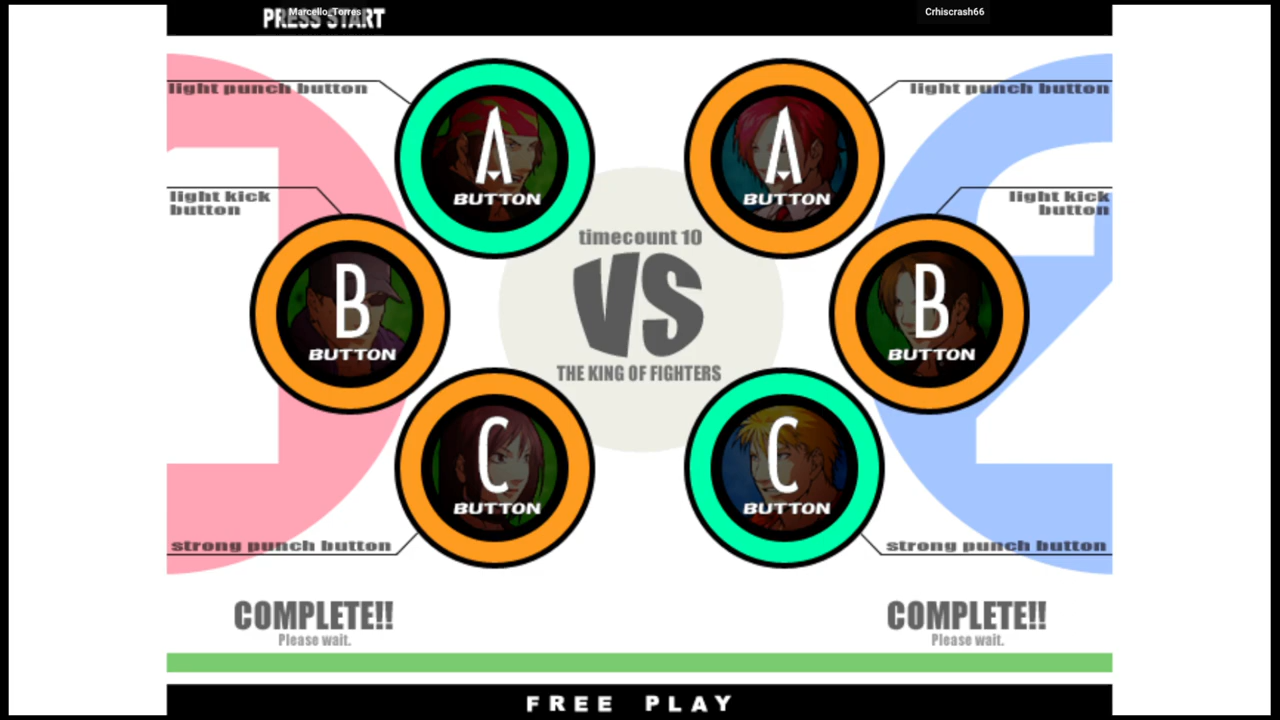 PRESS START
Marcello_Torres
Crhiscrash66
light punch button
A
BUTTON
A
BUTTON
light punch button
light kick
button
light kick
button
B
BUTTON
timecount 10
VS
THE KING OF FIGHTERS
B
BUTTON
C
BUTTON
C
BUTTON
strong punch button
strong punch button
COMPLETE!!
Please wait.
COMPLETE!!
Please wait.
FREE PLAY
1
2